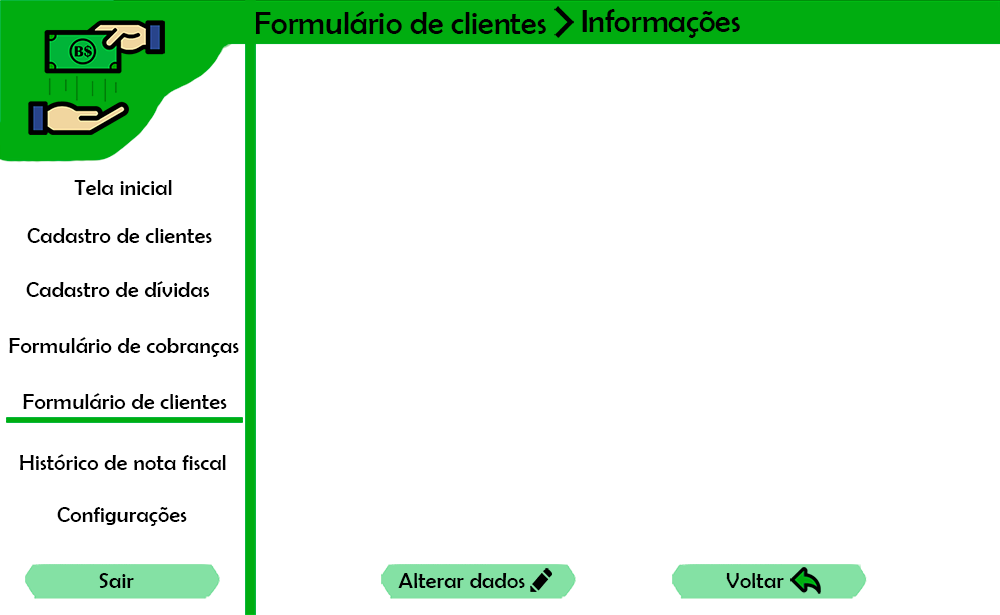 Formulário de clientes > Informações
B$
Tela inicial
Cadastro de clientes
Cadastro de dívidas
Formulário de cobranças
Formulário de clientes
Histórico de nota fiscal
Configurações
Sair
Alterar dados
Voltar